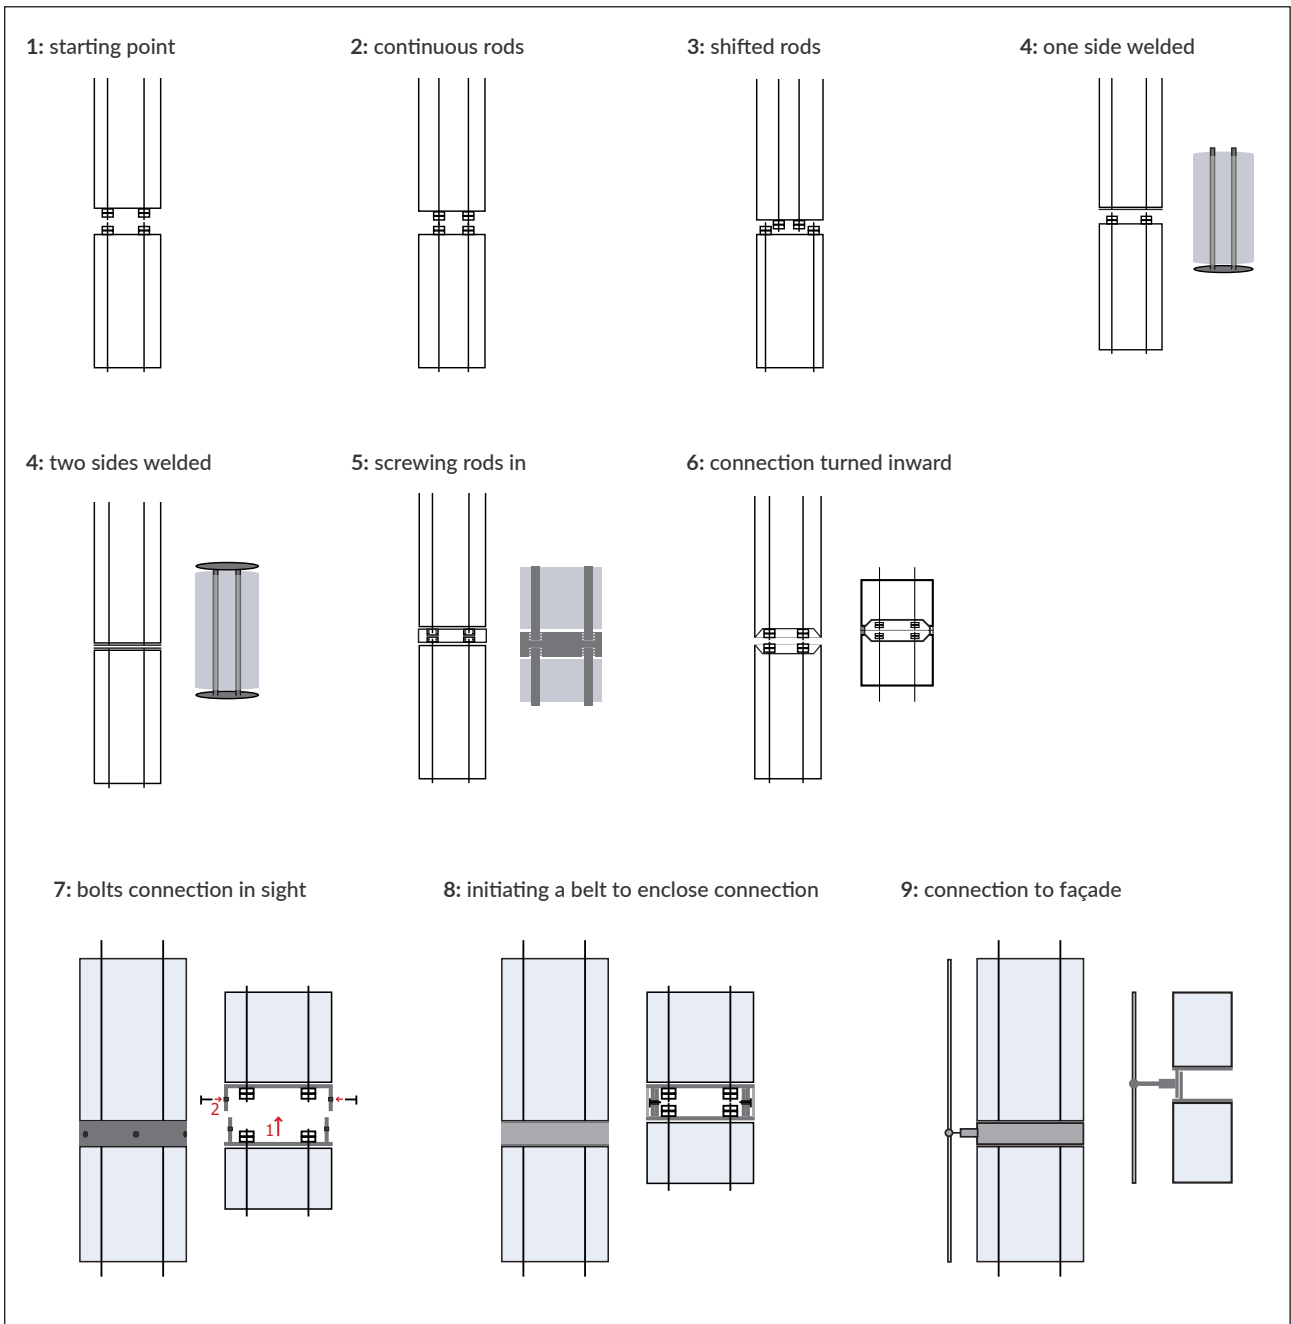 1: starting point
2: continuous rods
3: shifted rods
4: one side welded
4: two sides welded
5: screwing rods in
6: connection turned inward
7: bolts connection in sight
8: initiating a belt to enclose connection
9: connection to façade
2
1